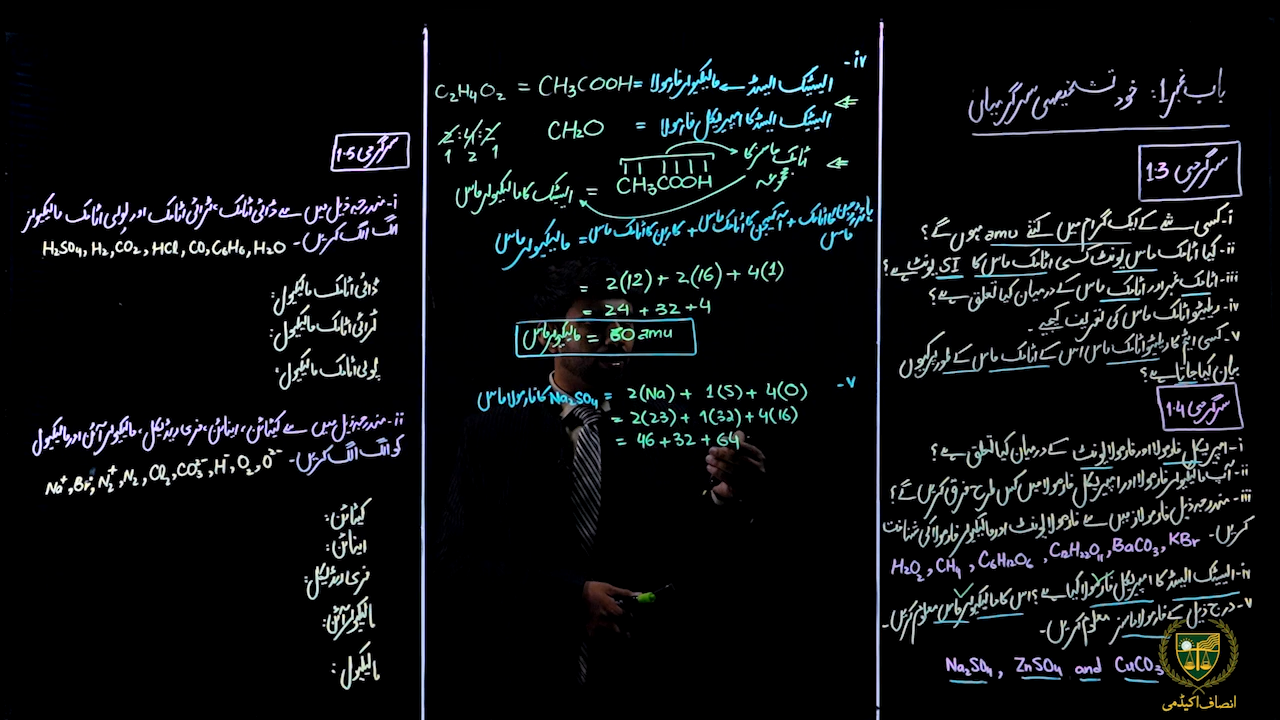 باب نمبر 1: خود تشخیصی سرگرمیاں
سرگرمی 1.3
i- کسی شے کے ایک گرام میں کتنے amu ہوں گے؟
ii- کیا اٹامک ماس یونٹ کسی اٹامک ماس کا SI یونٹ ہے؟
iii- اٹامک نمبر اور اٹامک ماس کے درمیان کیا تعلق ہے؟
iv- ریلیٹو اٹامک ماس کی تعریف کیجیے۔
v- کسی ایٹم کا ریلیٹو اٹامک ماس اس کے اٹامک ماس کے طور پر کیوں
بیان کیا جاتا ہے؟
سرگرمی 1.4
i- امپیریکل فارمولا اور فارمولا یونٹ کے درمیان کیا تعلق ہے؟
ii- آپ مالیکیولر فارمولا اور امپیریکل فارمولا میں کس طرح فرق کریں گے؟
iii- مندرجہ ذیل فارمولاز میں سے فارمولا یونٹ اور مالیکیولر فارمولا کی شناخت
کریں۔
H2O2, CH4, C6H12O6, C12H22O11, BaCO3, KBr
iv- ایسیٹک ایسڈ کا امپیریکل فارمولا کیا ہے؟ اس کا مالیکیولر ماس معلوم کریں۔
v- درج ذیل کے فارمولا ماسز معلوم کریں۔
Na2SO4, ZnSO4 and CuCO3
انصاف اکیڈمی
iv- ایسیٹک ایسڈ ← مالیکیولر فارمولا = CH3COOH = C2H4O2
ایسیٹک ایسڈ کا امپیریکل فارمولا = CH2O
2:4:2
1 2 1
اٹامک ماسز کا
مجموعہ
CH3COOH = ایسیٹک کا مالیکیولر ماس
مالیکیولر ماس = کاربن کا اٹامک ماس + آکسیجن کا اٹامک ماس + ہائیڈروجن کا اٹامک
ماس
= 2(12) + 2(16) + 4(1)
= 24 + 32 + 4
مالیکیولر ماس = 60 amu
v- Na2SO4 کا فارمولا ماس = 2(Na) + 1(S) + 4(O)
= 2(23) + 1(32) + 4(16)
= 46 + 32 + 64
سرگرمی 1.5
i- مندرجہ ذیل میں سے ڈائی اٹامک، ٹرائی اٹامک اور پولی اٹامک مالیکیولز
الگ الگ کریں۔
H2SO4, H2, CO2, HCl, CO, C6H6, H2O
ڈائی اٹامک مالیکیول:
ٹرائی اٹامک مالیکیول:
پولی اٹامک مالیکیول:
ii- مندرجہ ذیل میں سے کیٹائن، اینائن، فری ریڈیکل، مالیکیولر آئن اور مالیکیول
کو الگ الگ کریں۔
Na+, Br, N2+, N2, Cl2, CO3 2-, H-, O2, O2-
کیٹائن:
اینائن:
فری ریڈیکل:
مالیکیولر آئن:
مالیکیول: